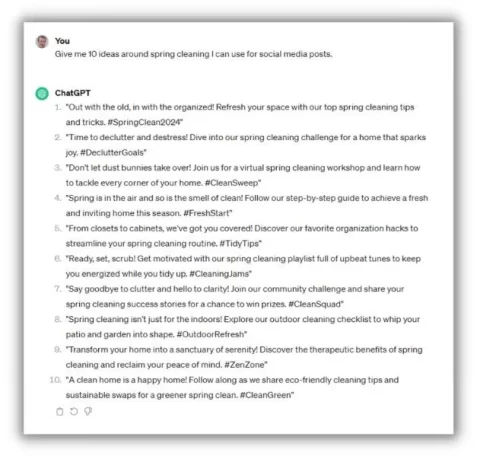 You
Give me 10 ideas around spring cleaning I can use for social media posts.
ChatGPT
1. "Out with the old, in with the organized! Refresh your space with our top spring cleaning tips
and tricks. #SpringClean2024"
2. "Time to declutter and destress! Dive into our spring cleaning challenge for a home that sparks
joy. #DeclutterGoals"
3. "Don't let dust bunnies take over! Join us for a virtual spring cleaning workshop and learn how
to tackle every corner of your home. #CleanSweep"
4. "Spring is in the air and so is the smell of clean! Follow our step-by-step guide to achieve a fresh
and inviting home this season. #FreshStart"
5. "From closets to cabinets, we've got you covered! Discover our favorite organization hacks to
streamline your spring cleaning routine. #TidyTips"
6. "Ready, set, scrub! Get motivated with our spring cleaning playlist full of upbeat tunes to keep
you energized while you tidy up. #CleaningJams"
7. "Say goodbye to clutter and hello to clarity! Join our community challenge and share your
spring cleaning success stories for a chance to win prizes. #CleanSquad"
8. "Spring cleaning isn't just for the indoors! Explore our outdoor cleaning checklist to whip your
patio and garden into shape. #OutdoorRefresh"
9. "Transform your home into a sanctuary of serenity! Discover the therapeutic benefits of spring
cleaning and reclaim your peace of mind. #ZenZone"
10. "A clean home is a happy home! Follow along as we share eco-friendly cleaning tips and
sustainable swaps for a greener spring clean. #CleanGreen"